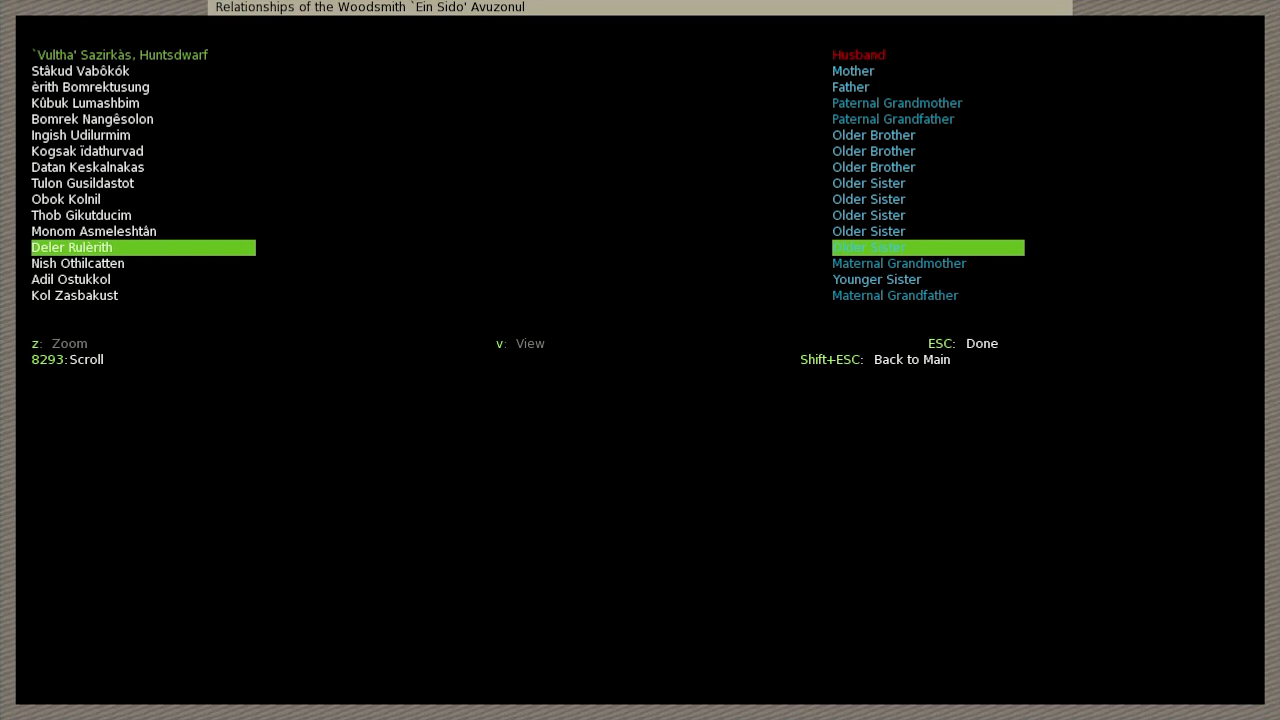 Relationships of the Woodsmith `Ein Sido' Avuzonul
`Vultha' Sazirkàs, Huntsdwarf Husband
Stâkud Vabôkók Mother
èrith Bomrektusung Father
Kûbuk Lumashbim Paternal Grandmother
Bomrek Nangêsolon Paternal Grandfather
Ingish Udilurmim Older Brother
Kogsak ïdathurvad Older Brother
Datan Keskalnakas Older Brother
Tulon Gusildastot Older Sister
Obok Kolnil Older Sister
Thob Gikutducim Older Sister
Monom Asmeleshtân Older Sister
Deler Rulèrith Older Sister
Nish Othilcatten Maternal Grandmother
Adil Ostukkol Younger Sister
Kol Zasbakust Maternal Grandfather
z: Zoom v: View ESC: Done
8293:Scroll Shift+ESC: Back to Main